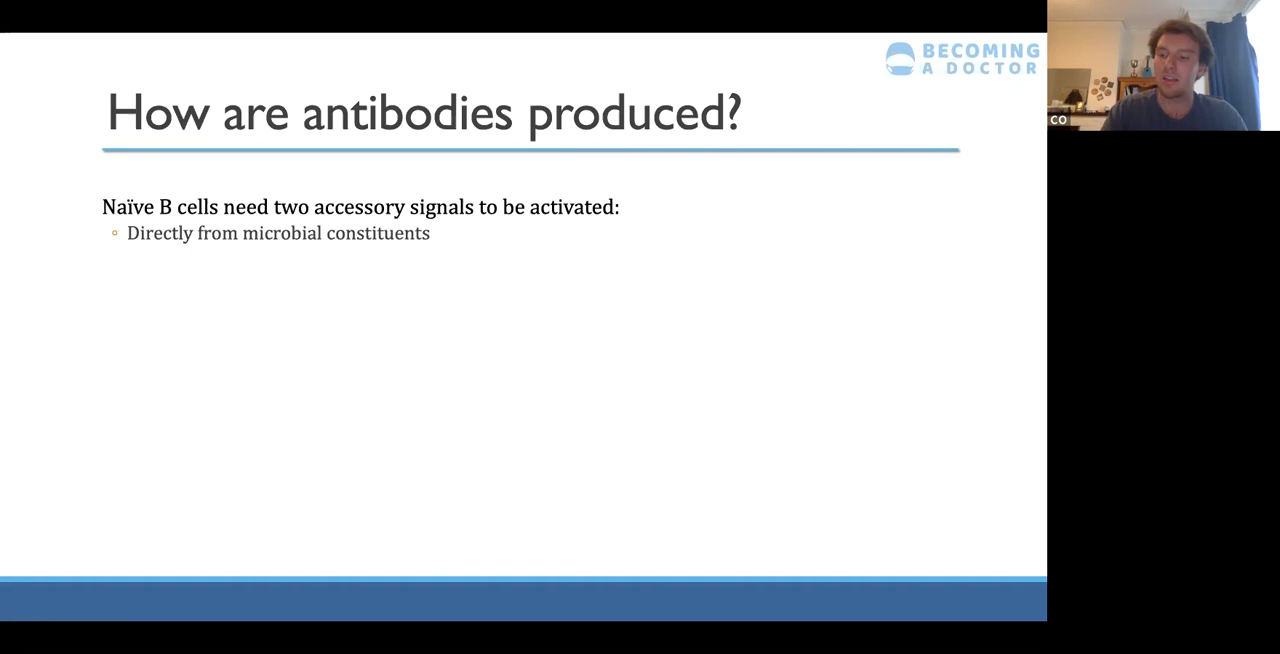 BECOMING
A DOCTOR
How are antibodies produced?
CO
Naïve B cells need two accessory signals to be activated:
◦ Directly from microbial constituents